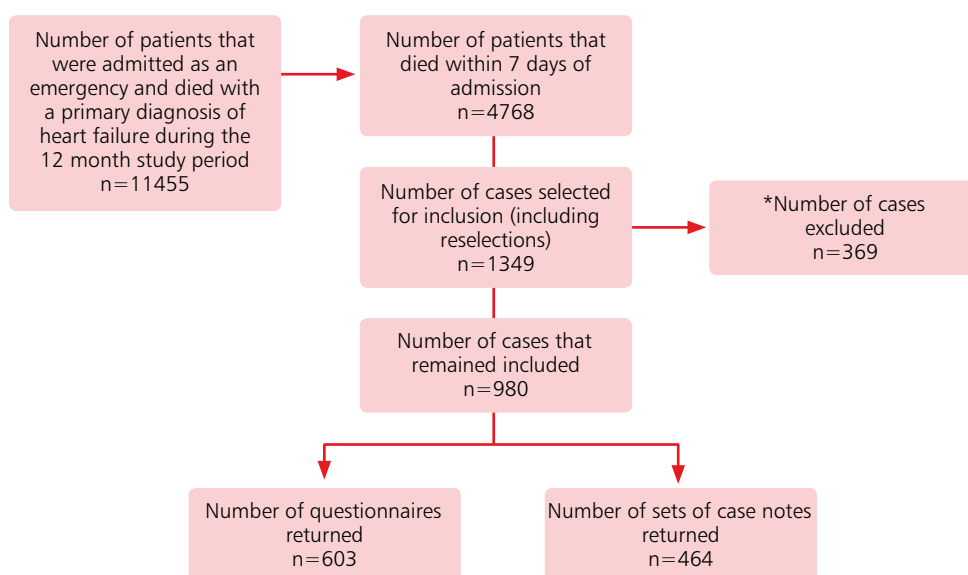 Number of patients that
were admitted as an
emergency and died with
a primary diagnosis of
heart failure during the
12 month study period
n=11455
Number of patients that
died within 7 days of
admission
n=4768
Number of cases selected
for inclusion (including
reselections)
n=1349
*Number of cases
excluded
n=369
Number of cases that
remained included
n=980
Number of questionnaires
returned
n=603
Number of sets of case notes
returned
n=464